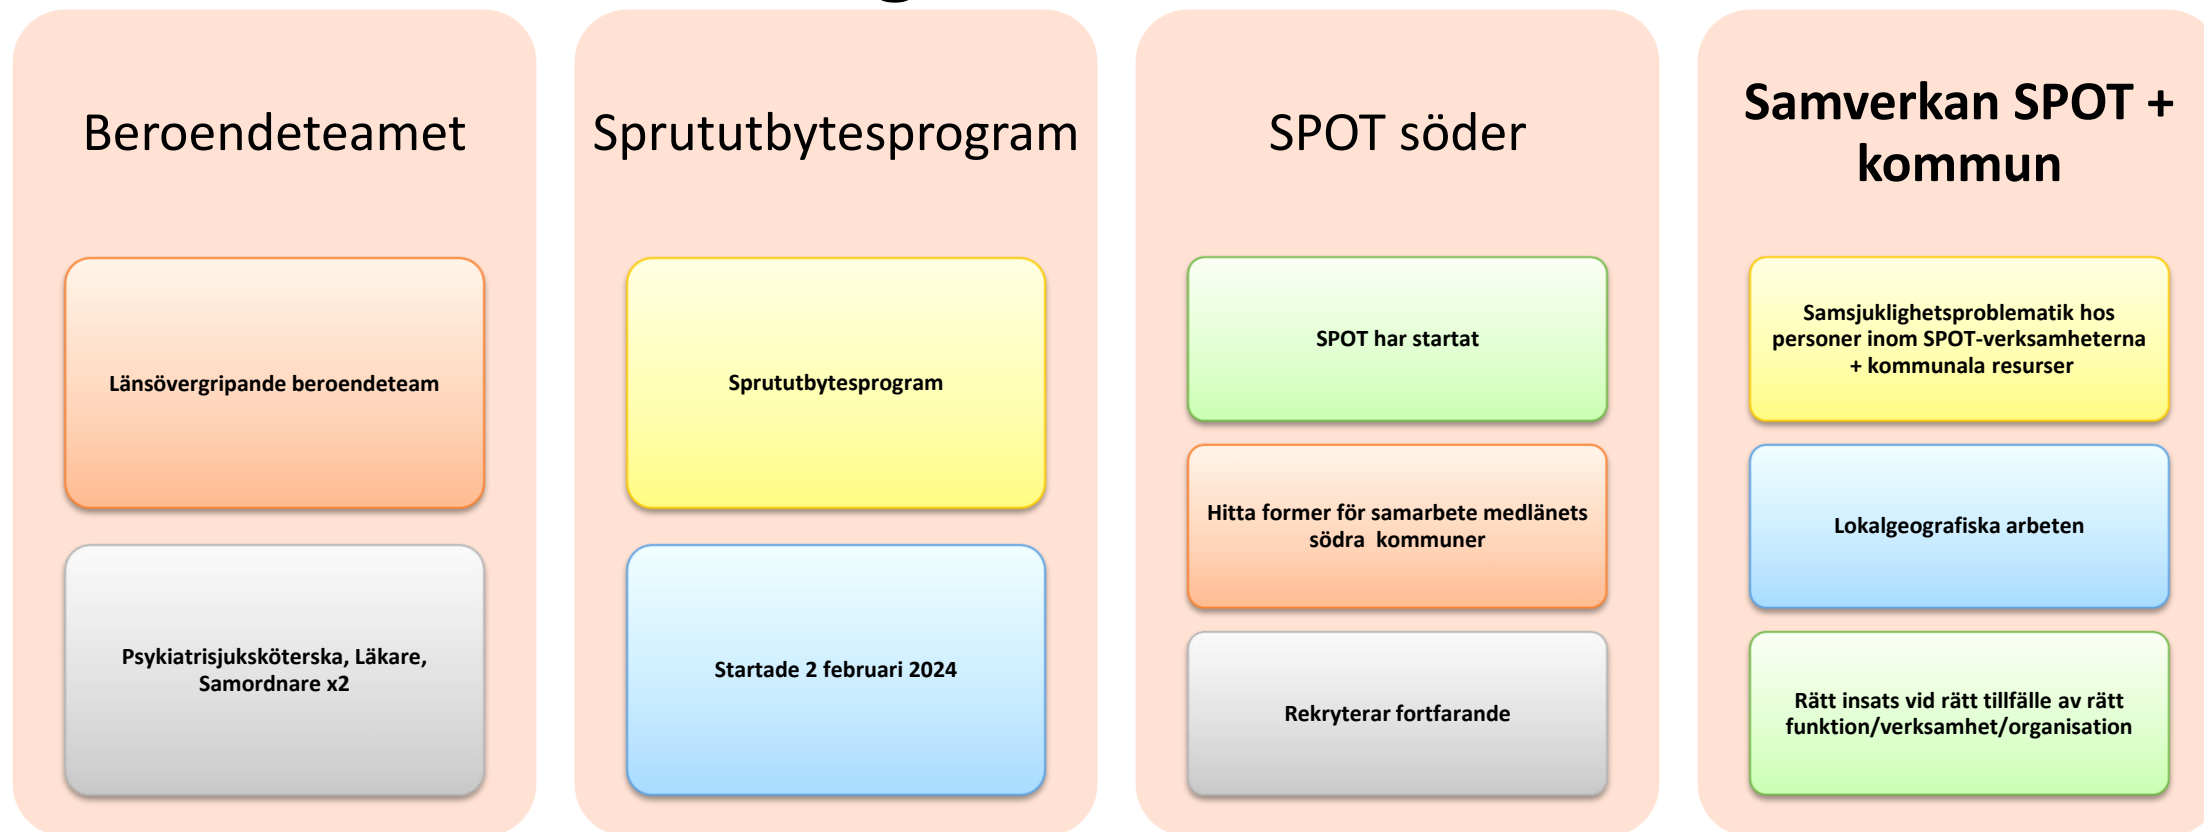 Beroendeteamet
Länsövergripande beroendeteam
Psykiatrisjuksköterska, Läkare,
Samordnare x2
Sprututbytesprogram
Sprututbytesprogram
Startade 2 februari 2024
SPOT söder
SPOT har startat
Hitta former för samarbete medlänets
södra kommuner
Rekryterar fortfarande
Samverkan SPOT +
kommun
Samsjuklighetsproblematik hos
personer inom SPOT-verksamheterna
+ kommunala resurser
Lokalgeografiska arbeten
Rätt insats vid rätt tillfälle av rätt
funktion/verksamhet/organisation